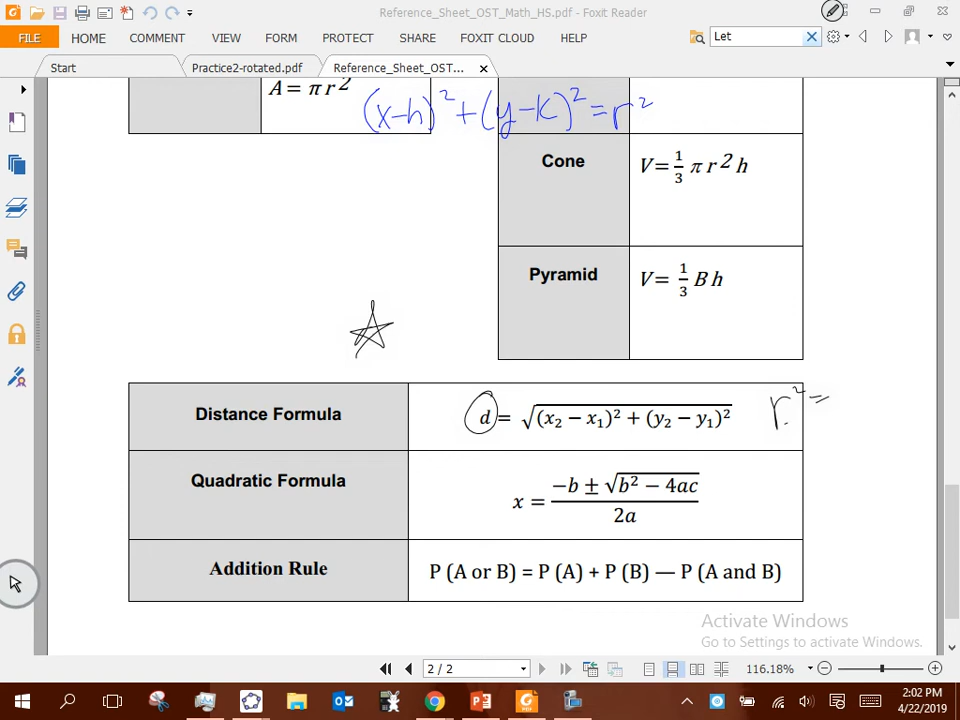 Reference_Sheet_OST_Math_HS.pdf - Foxit Reader
FILE HOME COMMENT VIEW FORM PROTECT SHARE FOXIT CLOUD HELP Let
Start Practice2-rotated.pdf Reference_Sheet_OST...
A = π r²
(x-h)² + (y-k)² = r²
Cone V = 1/3 π r² h
Pyramid V = 1/3 B h
Distance Formula d = √(x₂ − x₁)² + (y₂ − y₁)² r² =
Quadratic Formula x = −b ± √b² − 4ac / 2a
Addition Rule P (A or B) = P (A) + P (B) — P (A and B)
Activate Windows
Go to Settings to activate Windows.
2 / 2 116.18%
2:02 PM
4/22/2019